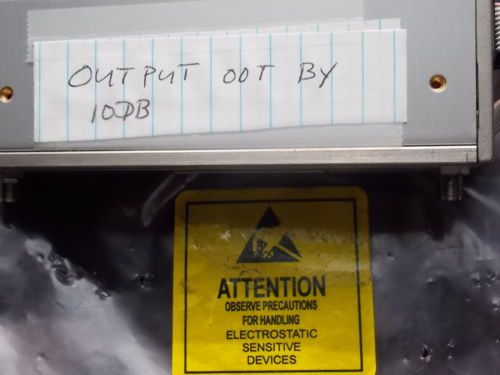 OUTPUT OOT BY
10DB
ATTENTION
OBSERVE PRECAUTIONS
FOR HANDLING
ELECTROSTATIC
SENSITIVE
DEVICES